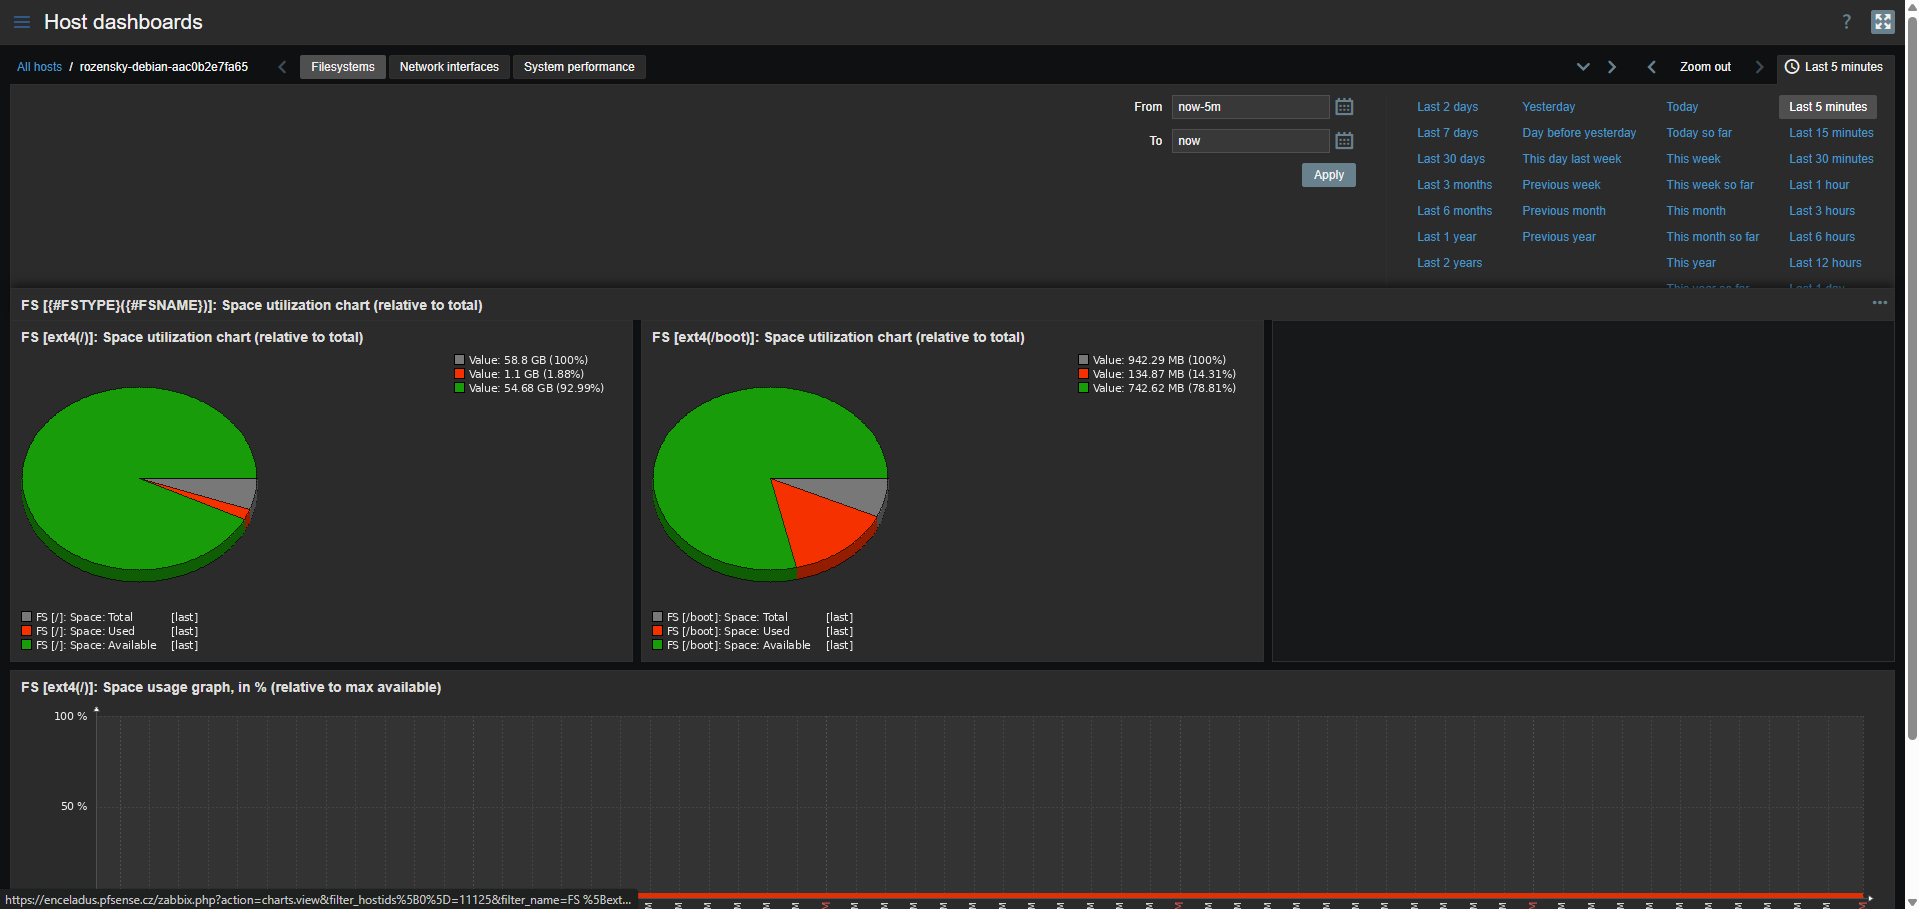 Host dashboards
?
All hosts / rozensky-debian-aac0b2e7fa65
Filesystems
Network interfaces
System performance
Zoom out
Last 5 minutes
From now-5m
To now
Apply
Last 2 days Yesterday Today Last 5 minutes
Last 7 days Day before yesterday Today so far Last 15 minutes
Last 30 days This day last week This week Last 30 minutes
Last 3 months Previous week This week so far Last 1 hour
Last 6 months Previous month This month Last 3 hours
Last 1 year Previous year This month so far Last 6 hours
Last 2 years This year Last 12 hours
This year so far Last 1 day
FS [{#FSTYPE}({#FSNAME})]: Space utilization chart (relative to total)
FS [ext4(/)]: Space utilization chart (relative to total)
Value: 58.8 GB (100%)
Value: 1.1 GB (1.88%)
Value: 54.68 GB (92.99%)
FS [/]: Space: Total [last]
FS [/]: Space: Used [last]
FS [/]: Space: Available [last]
FS [ext4(/boot)]: Space utilization chart (relative to total)
Value: 942.29 MB (100%)
Value: 134.87 MB (14.31%)
Value: 742.62 MB (78.81%)
FS [/boot]: Space: Total [last]
FS [/boot]: Space: Used [last]
FS [/boot]: Space: Available [last]
FS [ext4(/)]: Space usage graph, in % (relative to max available)
100 %
50 %
https://enceladus.pfsense.cz/zabbix.php?action=charts.view&filter_hostids%5B0%5D=11125&filter_name=FS %5Bext...